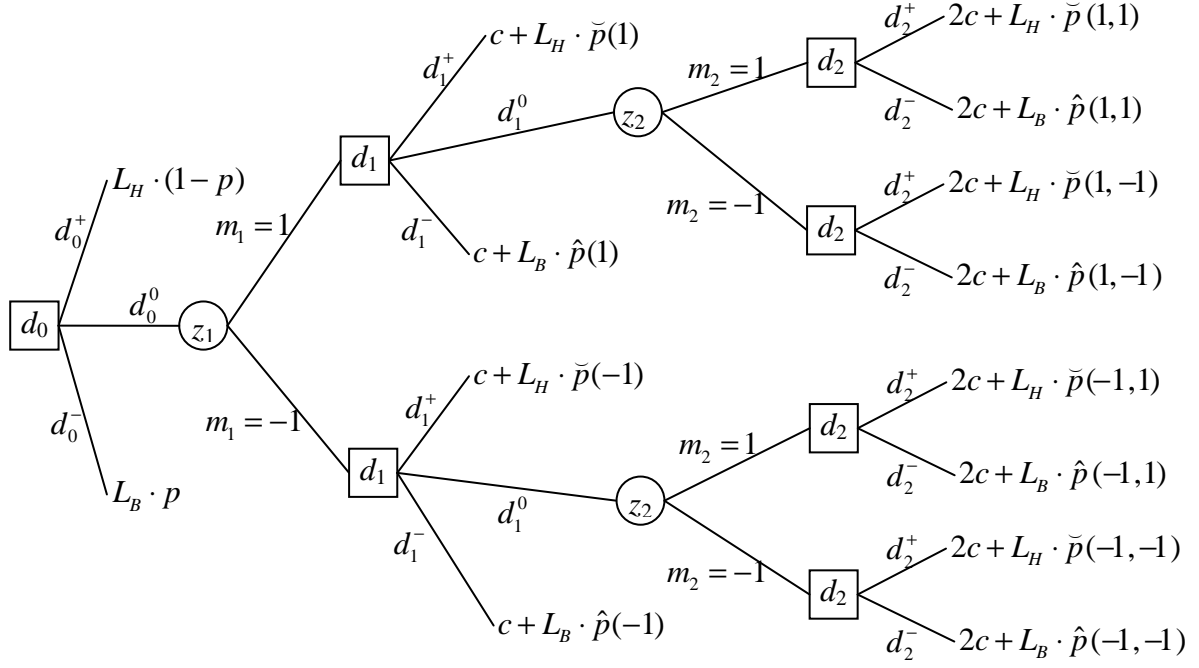 d_2^+ 2c + L_H · p̆(1,1)
c + L_H · p̆(1)
m_2 = 1 d_2
d_1^+
d_1^0 z_2 d_2^- 2c + L_B · p̂(1,1)
d_1
L_H · (1 − p) d_2^+ 2c + L_H · p̆(1,−1)
m_2 = −1
m_1 = 1 d_1^- d_2
d_0^+ c + L_B · p̂(1)
d_2^- 2c + L_B · p̂(1,−1)
d_0 d_0^0 z_1
c + L_H · p̆(−1) d_2^+ 2c + L_H · p̆(−1,1)
d_0^- m_1 = −1 d_1^+
m_2 = 1 d_2
d_1 d_2^- 2c + L_B · p̂(−1,1)
L_B · p d_1^0 z_2
d_1^- d_2^+ 2c + L_H · p̆(−1,−1)
m_2 = −1 d_2
c + L_B · p̂(−1) d_2^- 2c + L_B · p̂(−1,−1)